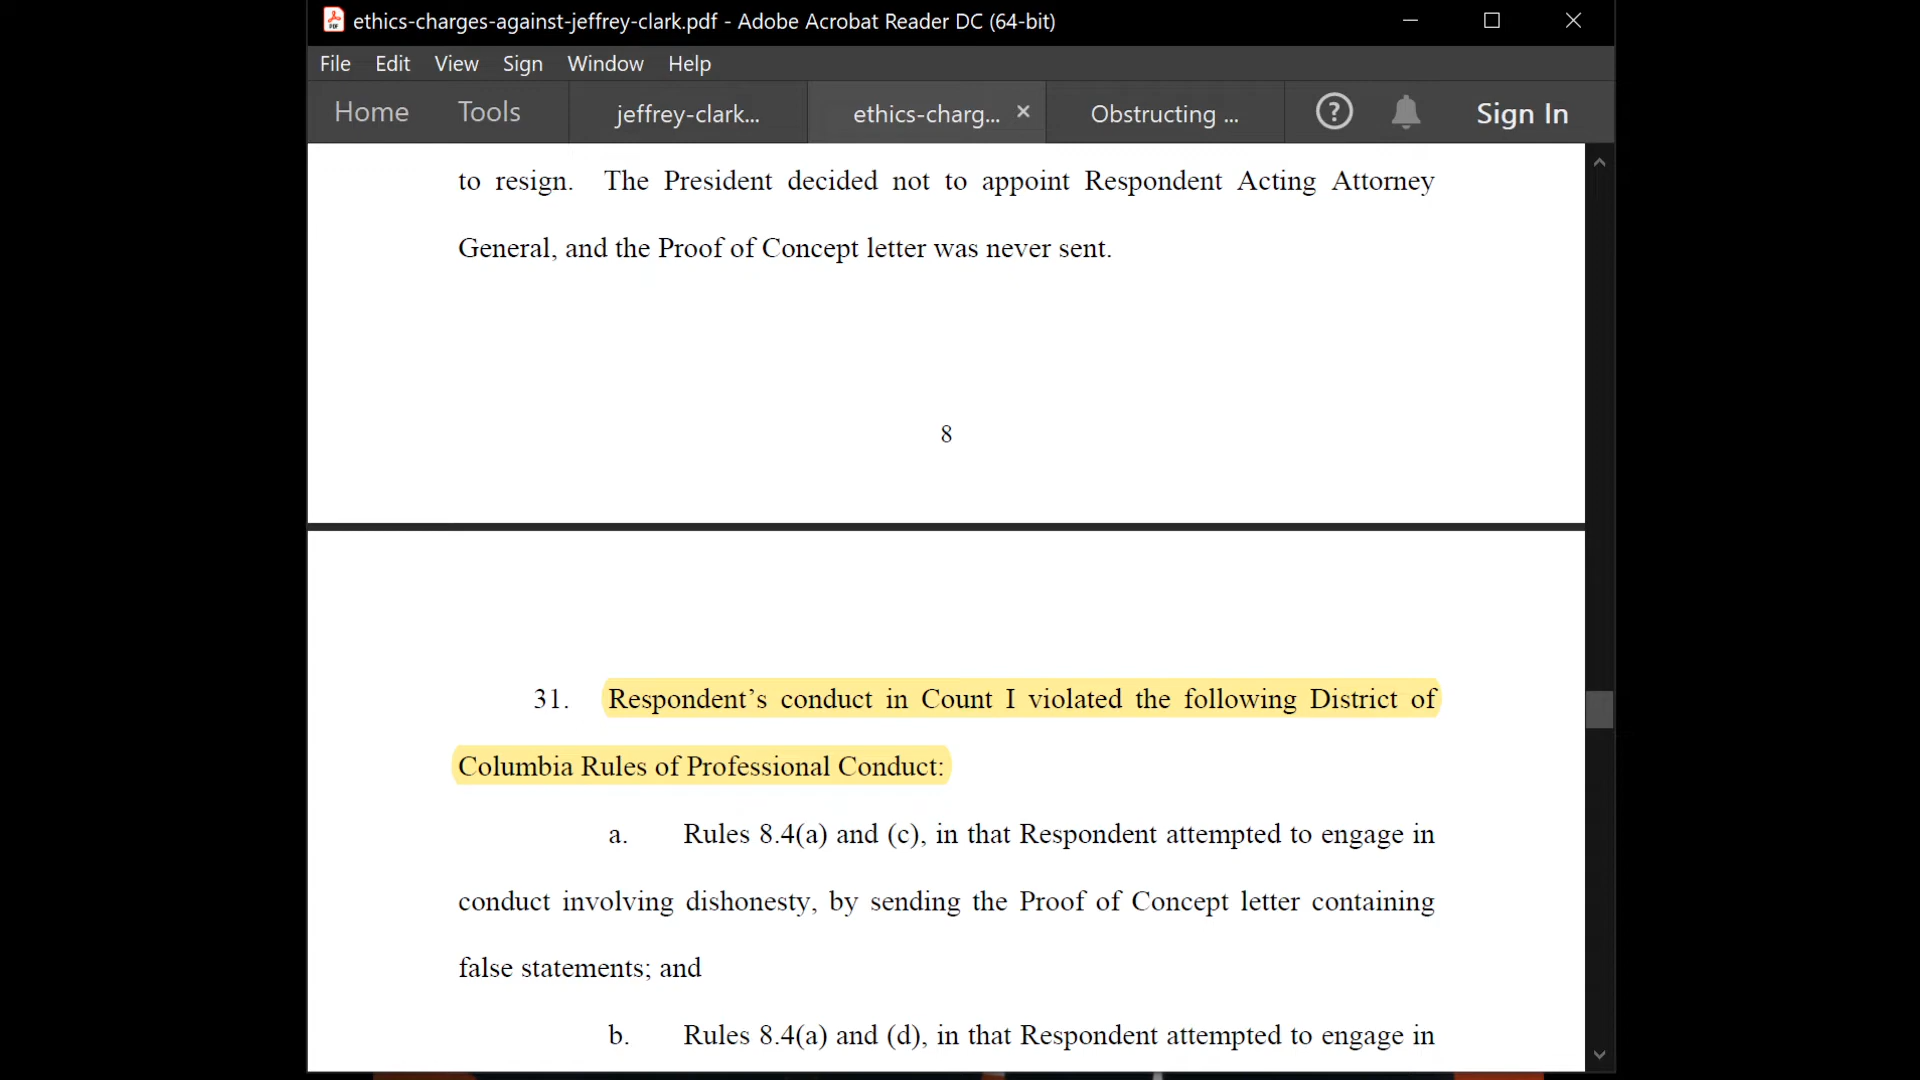 ethics-charges-against-jeffrey-clark.pdf - Adobe Acrobat Reader DC (64-bit)
File Edit View Sign Window Help
Home Tools jeffrey-clark... ethics-charg... × Obstructing ... ? Sign In
to resign. The President decided not to appoint Respondent Acting Attorney
General, and the Proof of Concept letter was never sent.
8
31. Respondent’s conduct in Count I violated the following District of
Columbia Rules of Professional Conduct:
a. Rules 8.4(a) and (c), in that Respondent attempted to engage in
conduct involving dishonesty, by sending the Proof of Concept letter containing
false statements; and
b. Rules 8.4(a) and (d), in that Respondent attempted to engage in